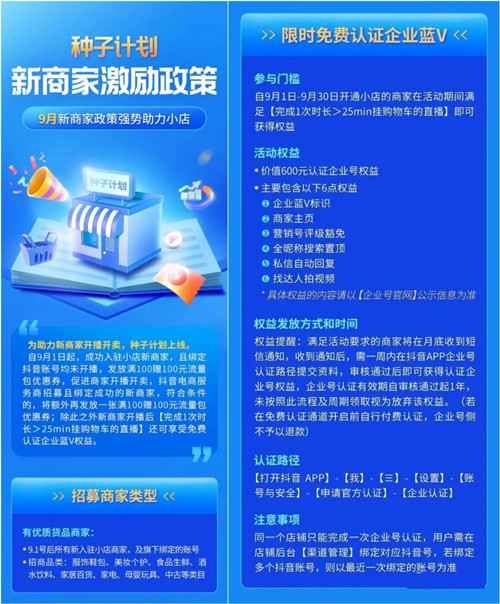 种子计划
新商家激励政策
9月新商家政策强势助力小店
种子计划
为助力新商家开播开卖，种子计划上线。
自9月1日起，成功入驻小店新商家，且绑定
抖音账号均未开播，发放满100赠100元流量
包优惠券，促进商家开播开卖，抖音电商服
务商招募且绑定成功的新商家，符合条件
的，将额外再发放一张满100赠100元流量包
优惠券；除此之外新商家开播后【完成1次时
长＞25min挂购物车的直播】还可享受免费
认证企业蓝V权益。
>> 招募商家类型 <<
有优质货品商家：
• 9.1号后所有新入驻小店商家，及旗下绑定的账号
• 招商品类：服饰鞋包、美妆个护、食品生鲜、酒
水饮料、家居百货、家电、母婴玩具、中古等类目
>> 限时免费认证企业蓝V <<
参与门槛
自9月1日-9月30日开通小店的商家在活动期间满
足【完成1次时长＞25min挂购物车的直播】即可
获得权益
活动权益
• 价值600元认证企业号权益
• 主要包含以下6点权益
① 企业蓝V标识
② 商家主页
③ 营销号评级豁免
④ 全昵称搜索置顶
⑤ 私信自动回复
⑥ 找达人拍视频
*具体权益的内容请以【企业号官网】公示信息为准
权益发放方式和时间
权益提醒：满足活动要求的商家将在月底收到短
信通知，收到通知后，需一周内在抖音APP企业号
认证路径提交资料，审核通过后即可获得认证企
业号权益，企业号认证有效期自审核通过起1年，
未按照此流程及周期领取视为放弃该权益。（若
在免费认证通道开启前自行付费认证，企业号侧
不予以退款）
认证路径
【打开抖音 APP】-【我】-【三】-【设置】-【账
号与安全】-【申请官方认证】-【企业认证】
注意事项
同一个店铺只能完成一次企业号认证，用户需在
店铺后台【渠道管理】绑定对应抖音号，若绑定
多个抖音账号，则以最近一次绑定的账号为准